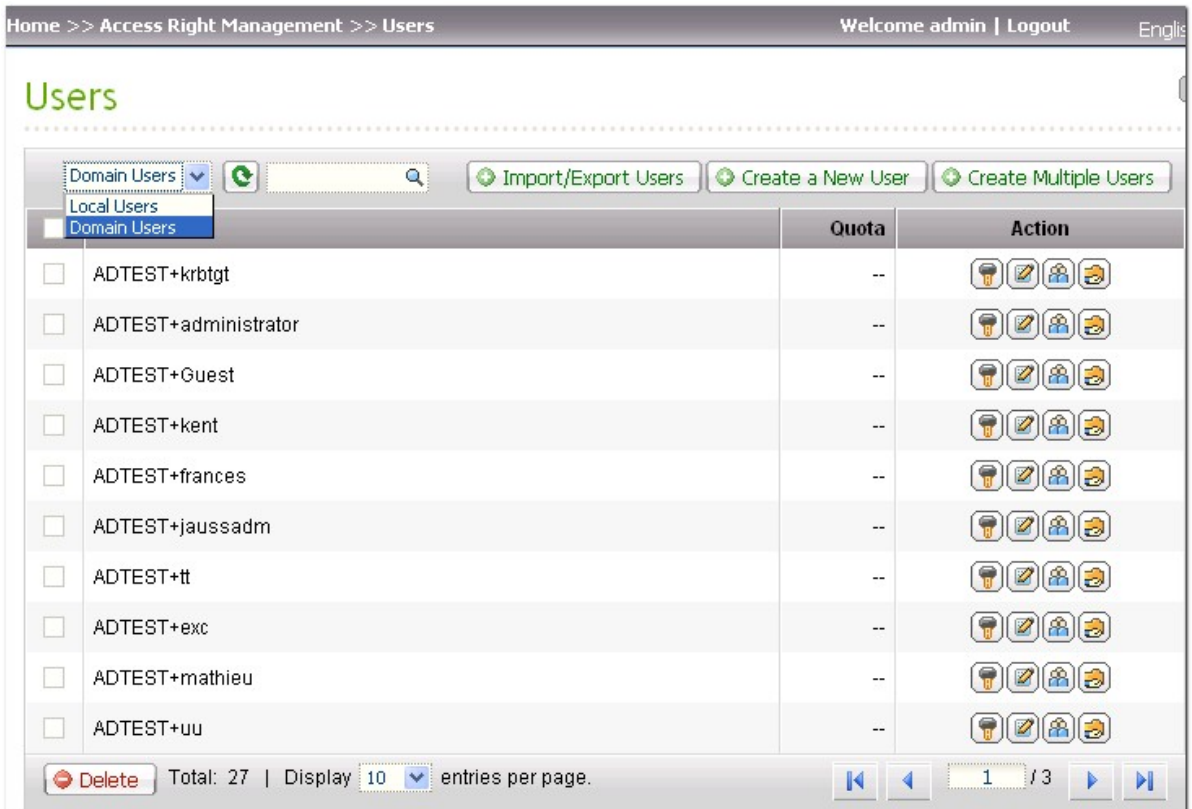 Home >> Access Right Management >> Users Welcome admin | Logout
Users
Domain Users Import/Export Users Create a New User Create Multiple Users
Local Users
Domain Users
Quota Action
ADTEST+krbtgt --
ADTEST+administrator --
ADTEST+Guest --
ADTEST+kent --
ADTEST+frances --
ADTEST+jaussadm --
ADTEST+tt --
ADTEST+exc --
ADTEST+mathieu --
ADTEST+uu --
Delete Total: 27 | Display 10 entries per page. 1 / 3